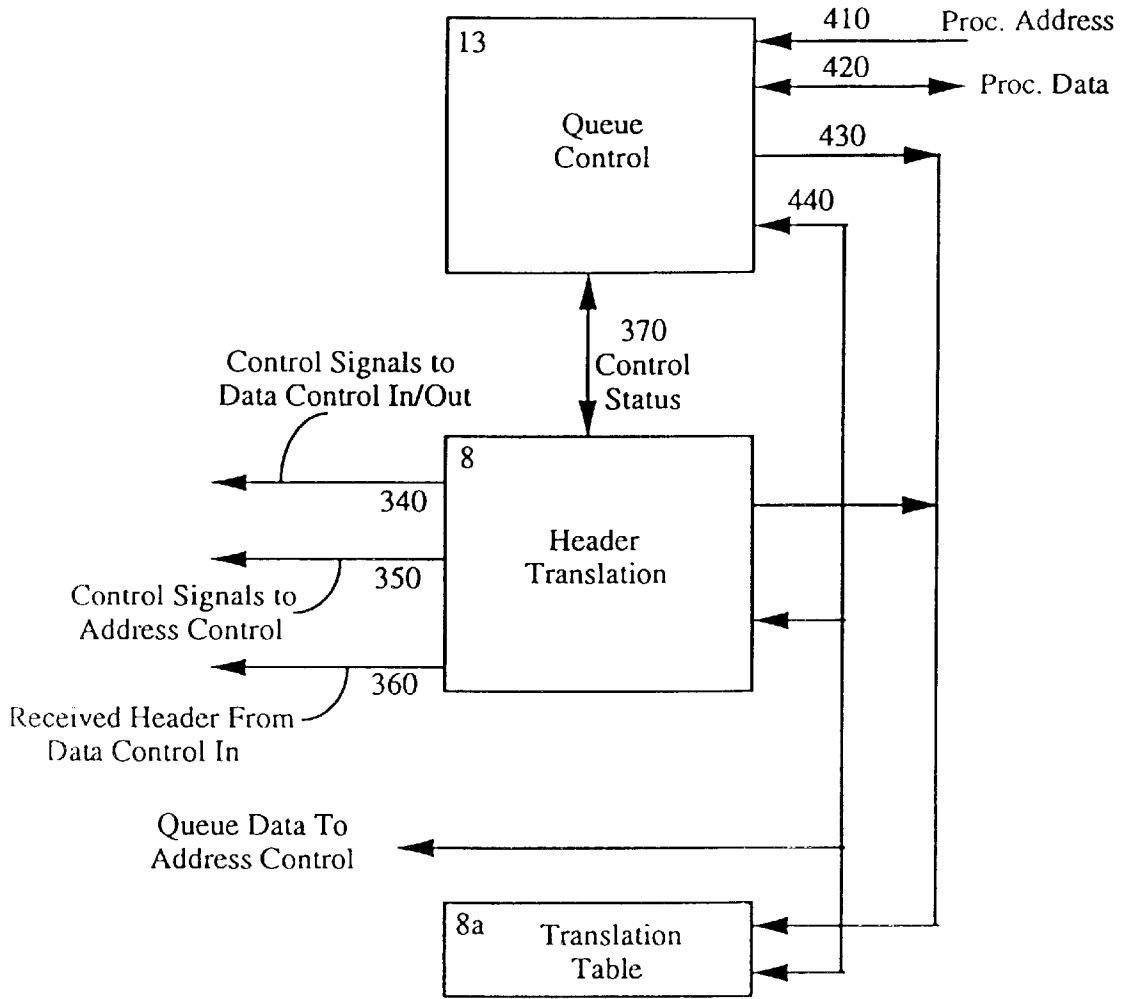 13
Queue
Control
410
Proc. Address
420
Proc. Data
430
440
370
Control
Status
Control Signals to
Data Control In/Out
340
8
Header
Translation
350
Control Signals to
Address Control
360
Received Header From
Data Control In
Queue Data To
Address Control
8a
Translation
Table